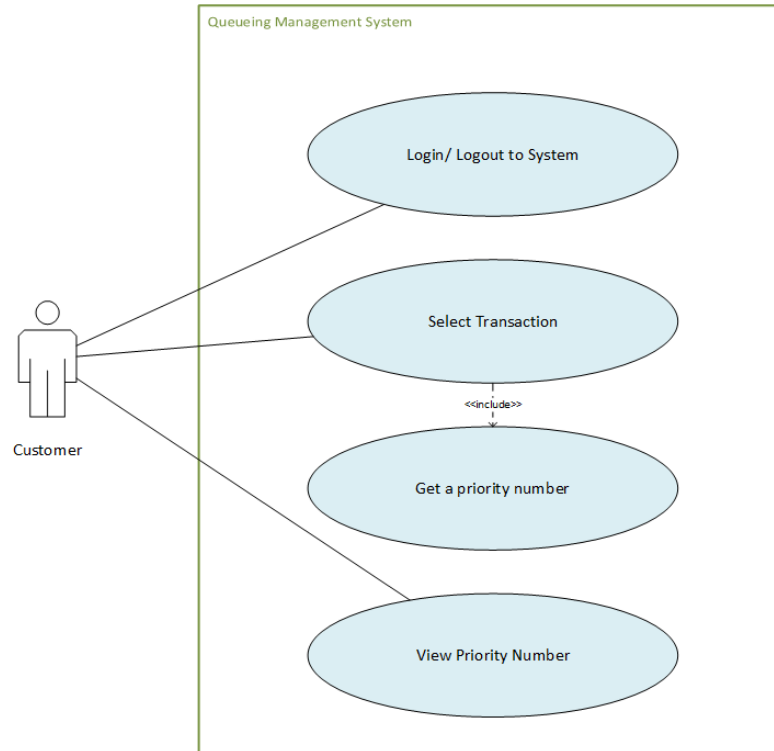 Queueing Management System
Login/ Logout to System
Select Transaction
<<include>>
Get a priority number
Customer
View Priority Number